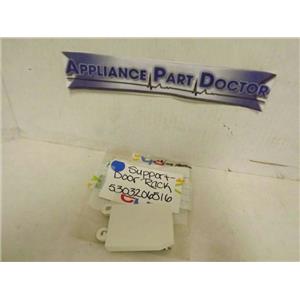 APPLIANCE PART DOCTOR
Support-
Door Rack
5303206516